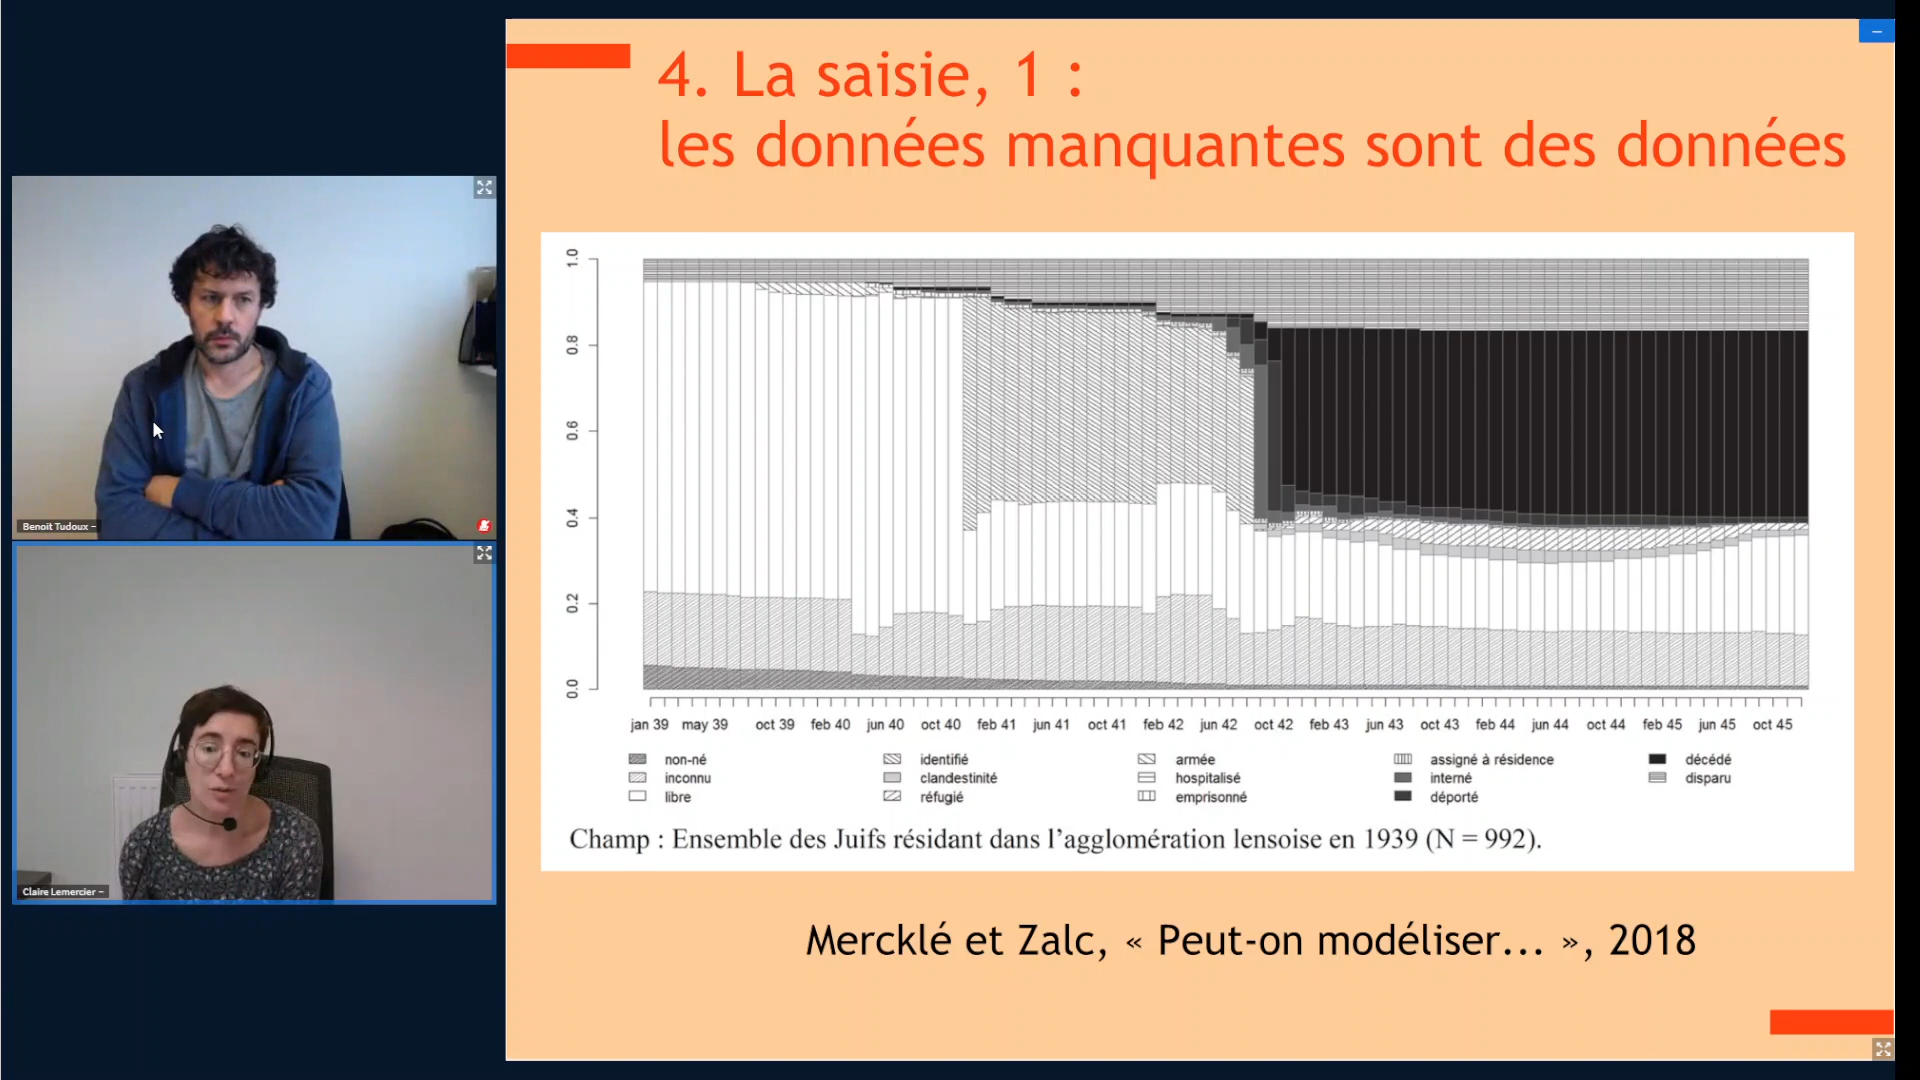 4. La saisie, 1 :
les données manquantes sont des données
1.0
0.8
0.6
0.4
0.2
0.0
jan 39 may 39 oct 39 feb 40 jun 40 oct 40 feb 41 jun 41 oct 41 feb 42 jun 42 oct 42 feb 43 jun 43 oct 43 feb 44 jun 44 oct 44 feb 45 jun 45 oct 45
non-né identifié armée assigné à résidence décédé
inconnu clandestinité hospitalisé interné disparu
libre réfugié emprisonné déporté
Champ : Ensemble des Juifs résidant dans l'agglomération lensoise en 1939 (N = 992).
Mercklé et Zalc, « Peut-on modéliser... », 2018
Benoit Tudoux –
Claire Lemercier –